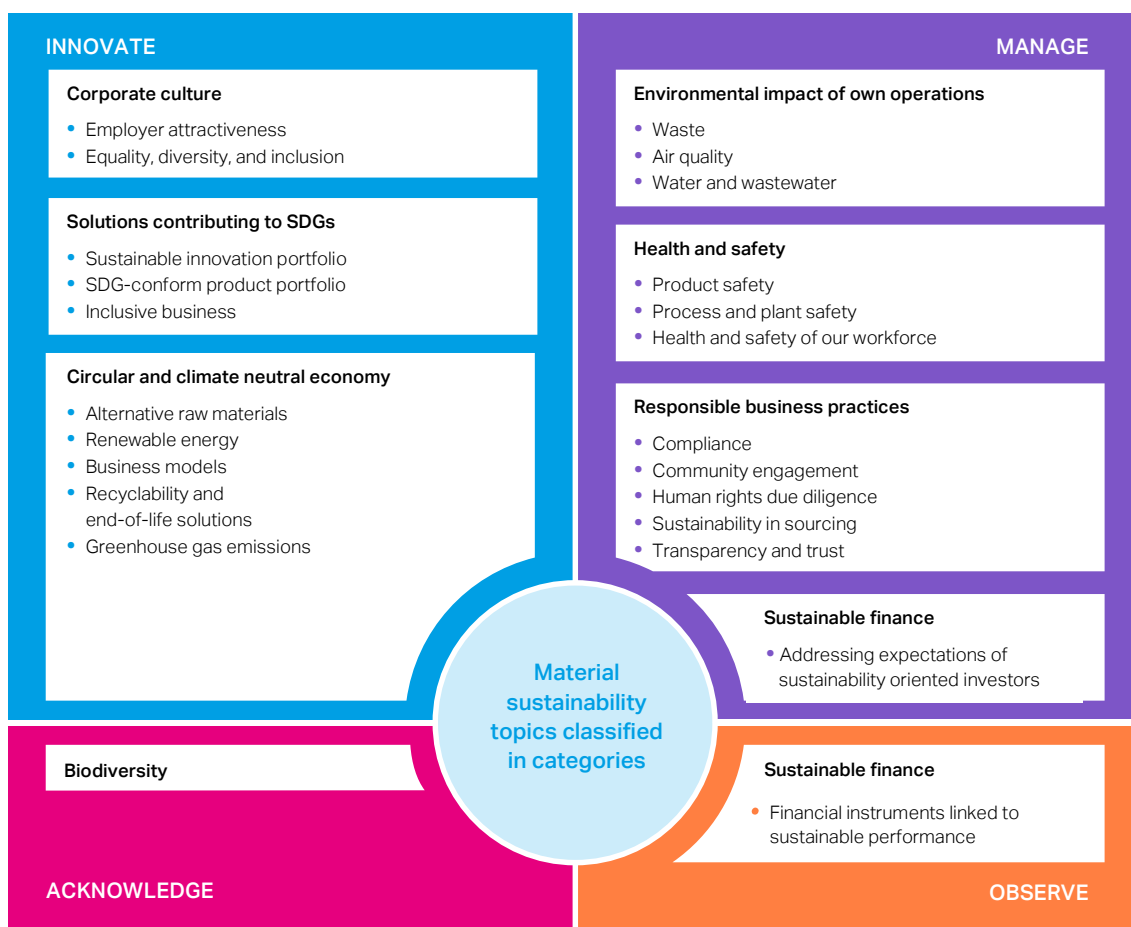 INNOVATE
Corporate culture
• Employer attractiveness
• Equality, diversity, and inclusion
Solutions contributing to SDGs
• Sustainable innovation portfolio
• SDG-conform product portfolio
• Inclusive business
Circular and climate neutral economy
• Alternative raw materials
• Renewable energy
• Business models
• Recyclability and
end-of-life solutions
• Greenhouse gas emissions
MANAGE
Environmental impact of own operations
• Waste
• Air quality
• Water and wastewater
Health and safety
• Product safety
• Process and plant safety
• Health and safety of our workforce
Responsible business practices
• Compliance
• Community engagement
• Human rights due diligence
• Sustainability in sourcing
• Transparency and trust
Sustainable finance
• Addressing expectations of
sustainability oriented investors
Material
sustainability
topics classified
in categories
Biodiversity
ACKNOWLEDGE
Sustainable finance
• Financial instruments linked to
sustainable performance
OBSERVE